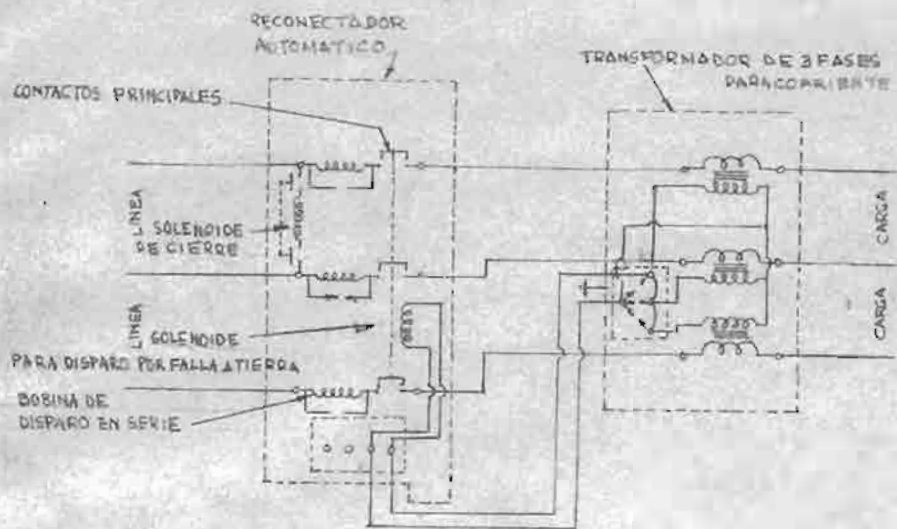 RECONECTADOR
AUTOMATICO
TRANSFORMADOR DE 3 FASES
PARA CORRIENTE
CONTACTOS PRINCIPALES
LINEA
SOLENOIDE
DE CIERRE
CARGA
LINEA
SOLENOIDE
PARA DISPARO POR FALLA A TIERRA
CARGA
BOBINA DE
DISPARO EN SERIE